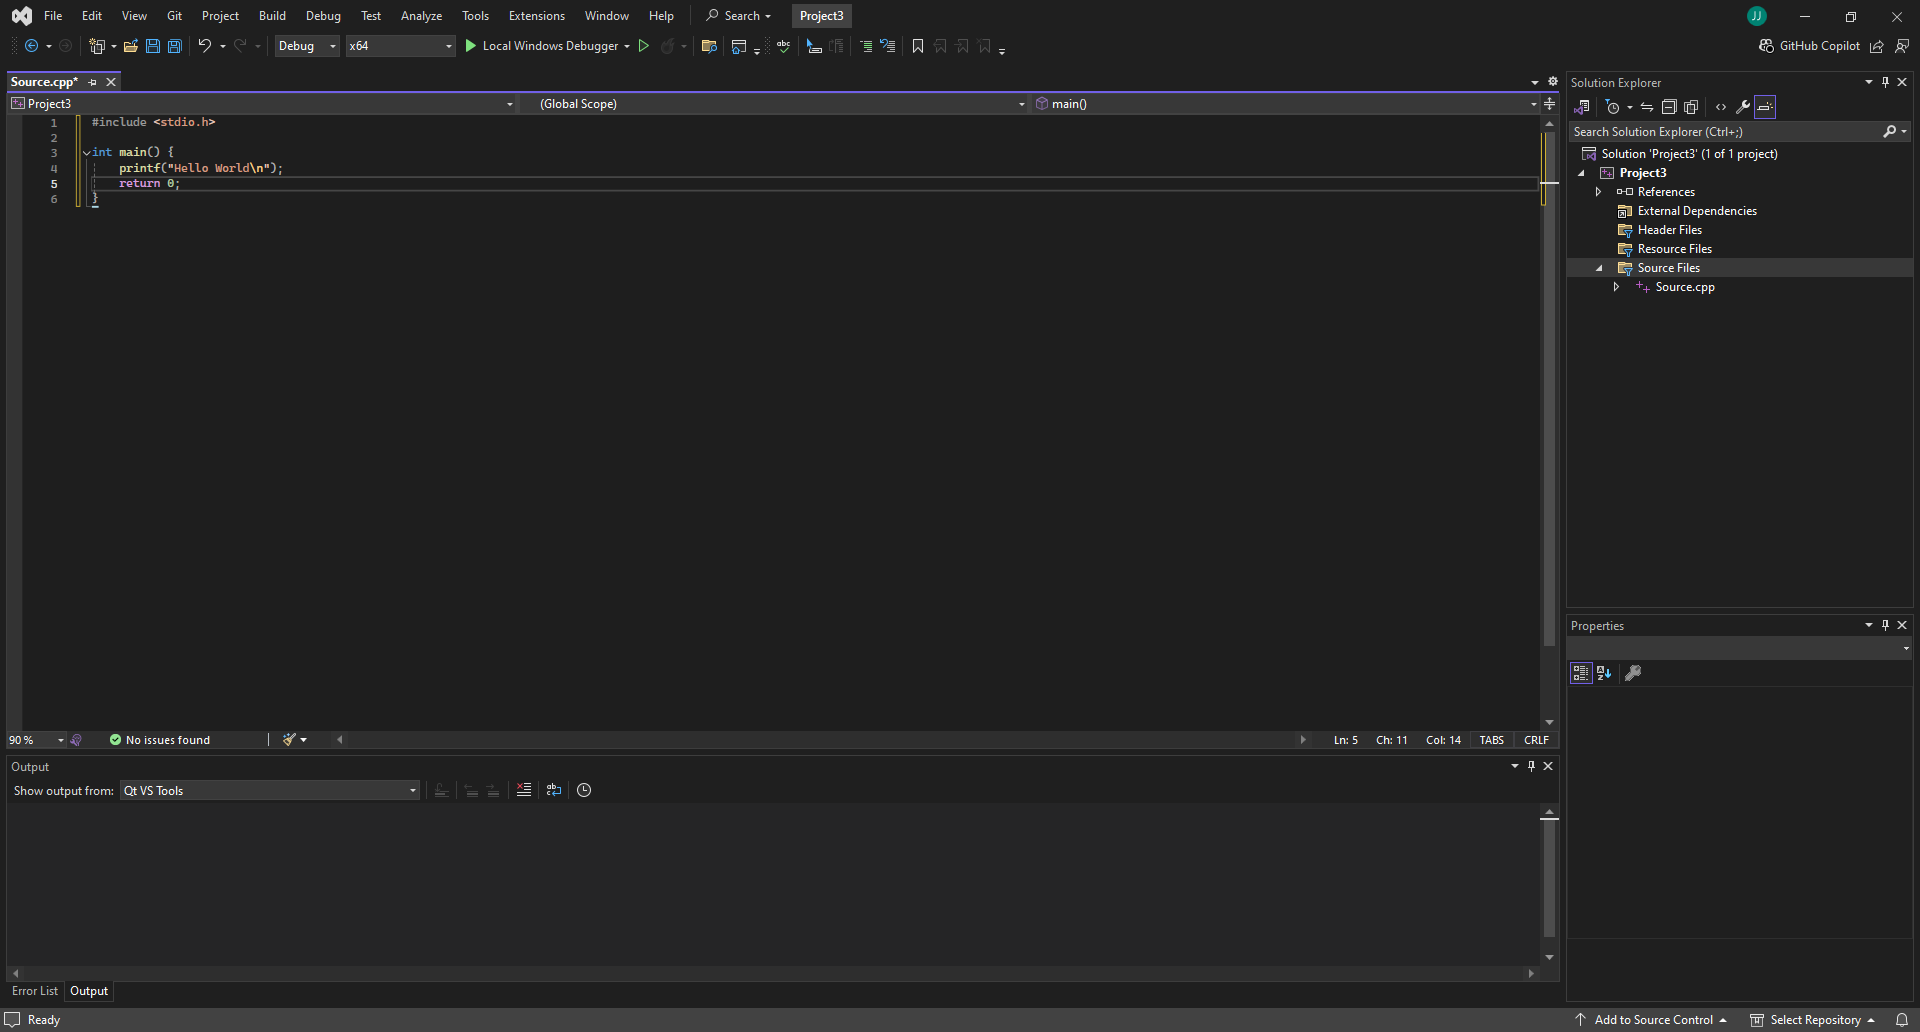 File Edit View Git Project Build Debug Test Analyze Tools Extensions Window Help Search Project3 JJ
Debug x64 Local Windows Debugger abc GitHub Copilot
Source.cpp*
Project3 (Global Scope) main()
1 #include <stdio.h>
2
3 int main() {
4 printf("Hello World\n");
5 return 0;
6 }
90 % No issues found Ln: 5 Ch: 11 Col: 14 TABS CRLF
Output
Show output from: Qt VS Tools
Error List Output
Solution Explorer
Search Solution Explorer (Ctrl+;)
Solution 'Project3' (1 of 1 project)
Project3
References
External Dependencies
Header Files
Resource Files
Source Files
Source.cpp
Properties
Ready Add to Source Control Select Repository